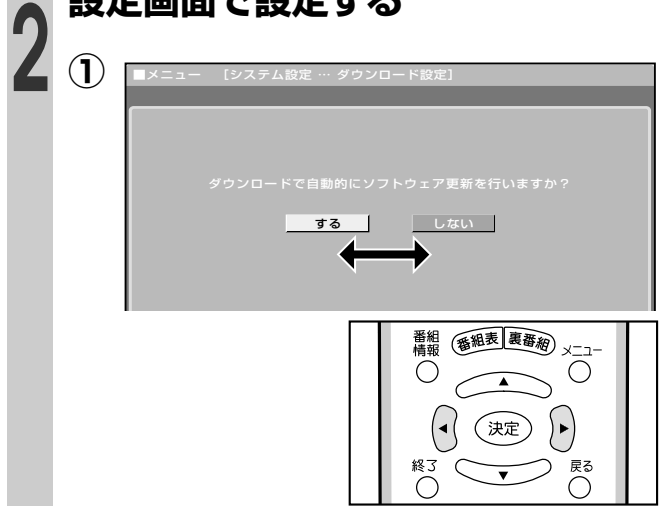 2
設定画面で設定する
①
■メニュー [システム設定 … ダウンロード設定]
ダウンロードで自動的にソフトウェア更新を行いますか？
する しない
番組
情報
番組表 裏番組
メニュー
▲
◀ 決定 ▶
終了
▼
戻る